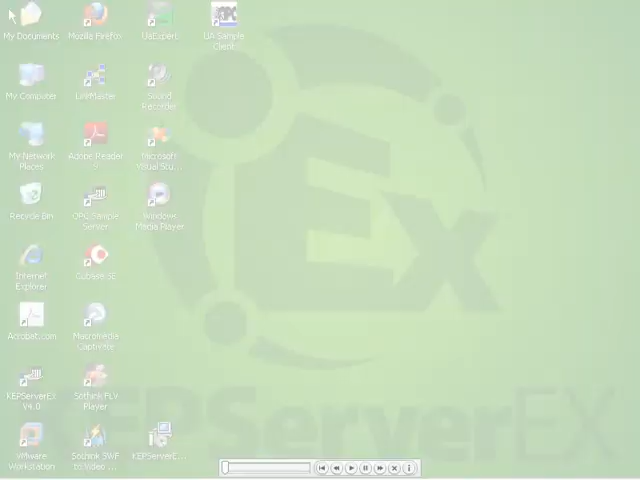 My Documents
Mozilla Firefox
UaExpert
UA Sample
Client
My Computer
LinkMaster
Sound
Recorder
My Network
Places
Adobe Reader
Microsoft
Visual Stu...
Recycle Bin
OPC Sample
Server
Windows
Media Player
Internet
Explorer
Cubase SE
Acrobat.com
Macromedia
Captivate
KEPServerEx
V4.0
Sothink FLV
Player
VMware
Workstation
Sothink SWF
to Video ...
KEPServerE...
Ex
KEPServerEX